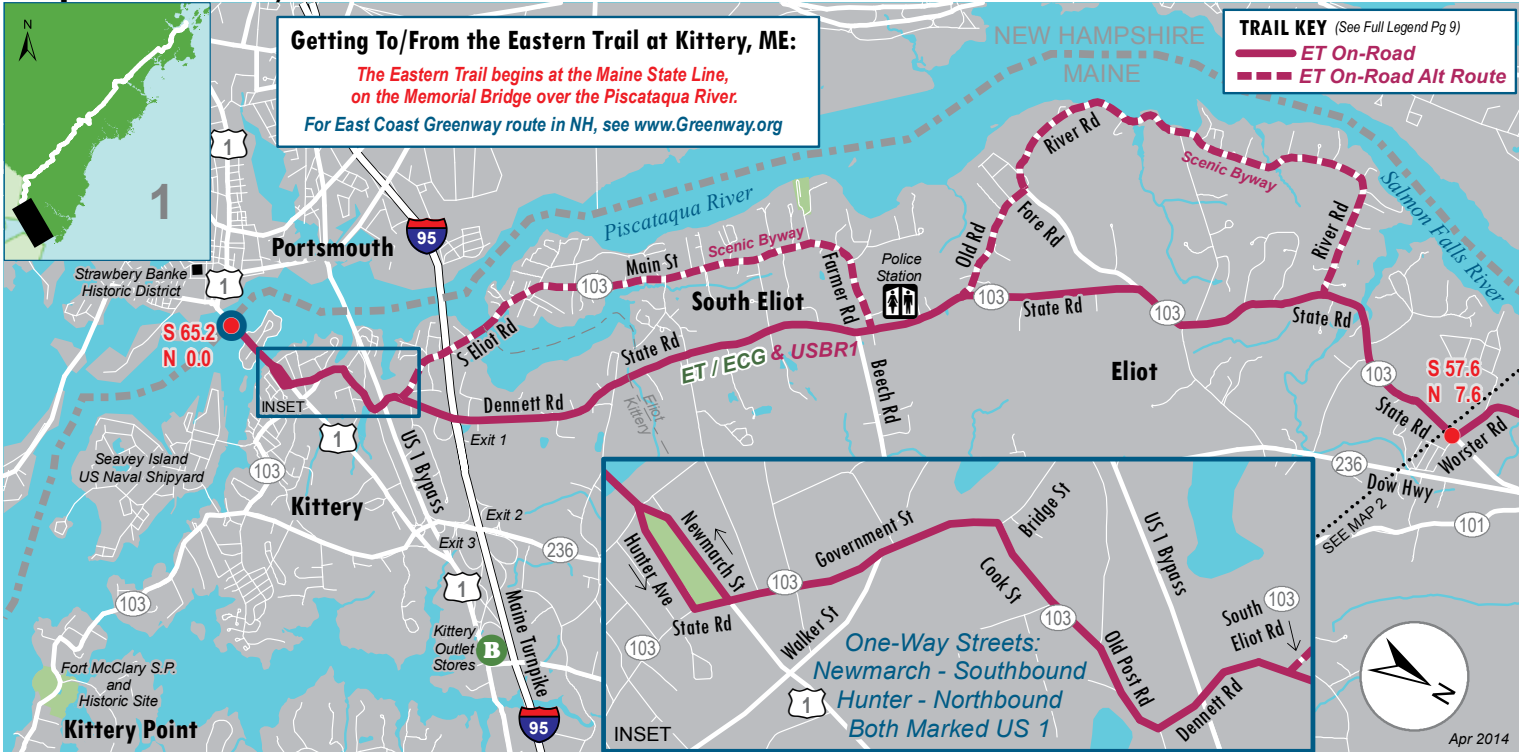 N
1
Getting To/From the Eastern Trail at Kittery, ME:
The Eastern Trail begins at the Maine State Line,
on the Memorial Bridge over the Piscataqua River.
For East Coast Greenway route in NH, see www.Greenway.org
TRAIL KEY (See Full Legend Pg 9)
ET On-Road
ET On-Road Alt Route
NEW HAMPSHIRE
MAINE
1
95
Portsmouth
Strawbery Banke
Historic District
1
S 65.2
N 0.0
INSET
1
Seavey Island
US Naval Shipyard
103
Kittery
US 1 Bypass
Exit 1
Exit 2
Exit 3
236
1
Kittery
Outlet
Stores
B
Maine Turnpike
95
103
Fort McClary S.P.
and
Historic Site
Kittery Point
Piscataqua River
Scenic Byway
Main St
103
S Eliot Rd
South Eliot
Farmer Rd
State Rd
ET / ECG & USBR1
Dennett Rd
Eliot
Kittery
Beech Rd
Police
Station
Old Rd
River Rd
Fore Rd
103
State Rd
103
Scenic Byway
River Rd
Salmon Falls River
State Rd
Eliot
103
S 57.6
N 7.6
State Rd
Worster Rd
236
Dow Hwy
SEE MAP 2
101
Newmarch St
Hunter Ave
State Rd
103
103
Government St
Walker St
1
Bridge St
Cook St
103
Old Post Rd
US 1 Bypass
Dennett Rd
South
Eliot Rd
103
One-Way Streets:
Newmarch - Southbound
Hunter - Northbound
Both Marked US 1
INSET
N
Apr 2014